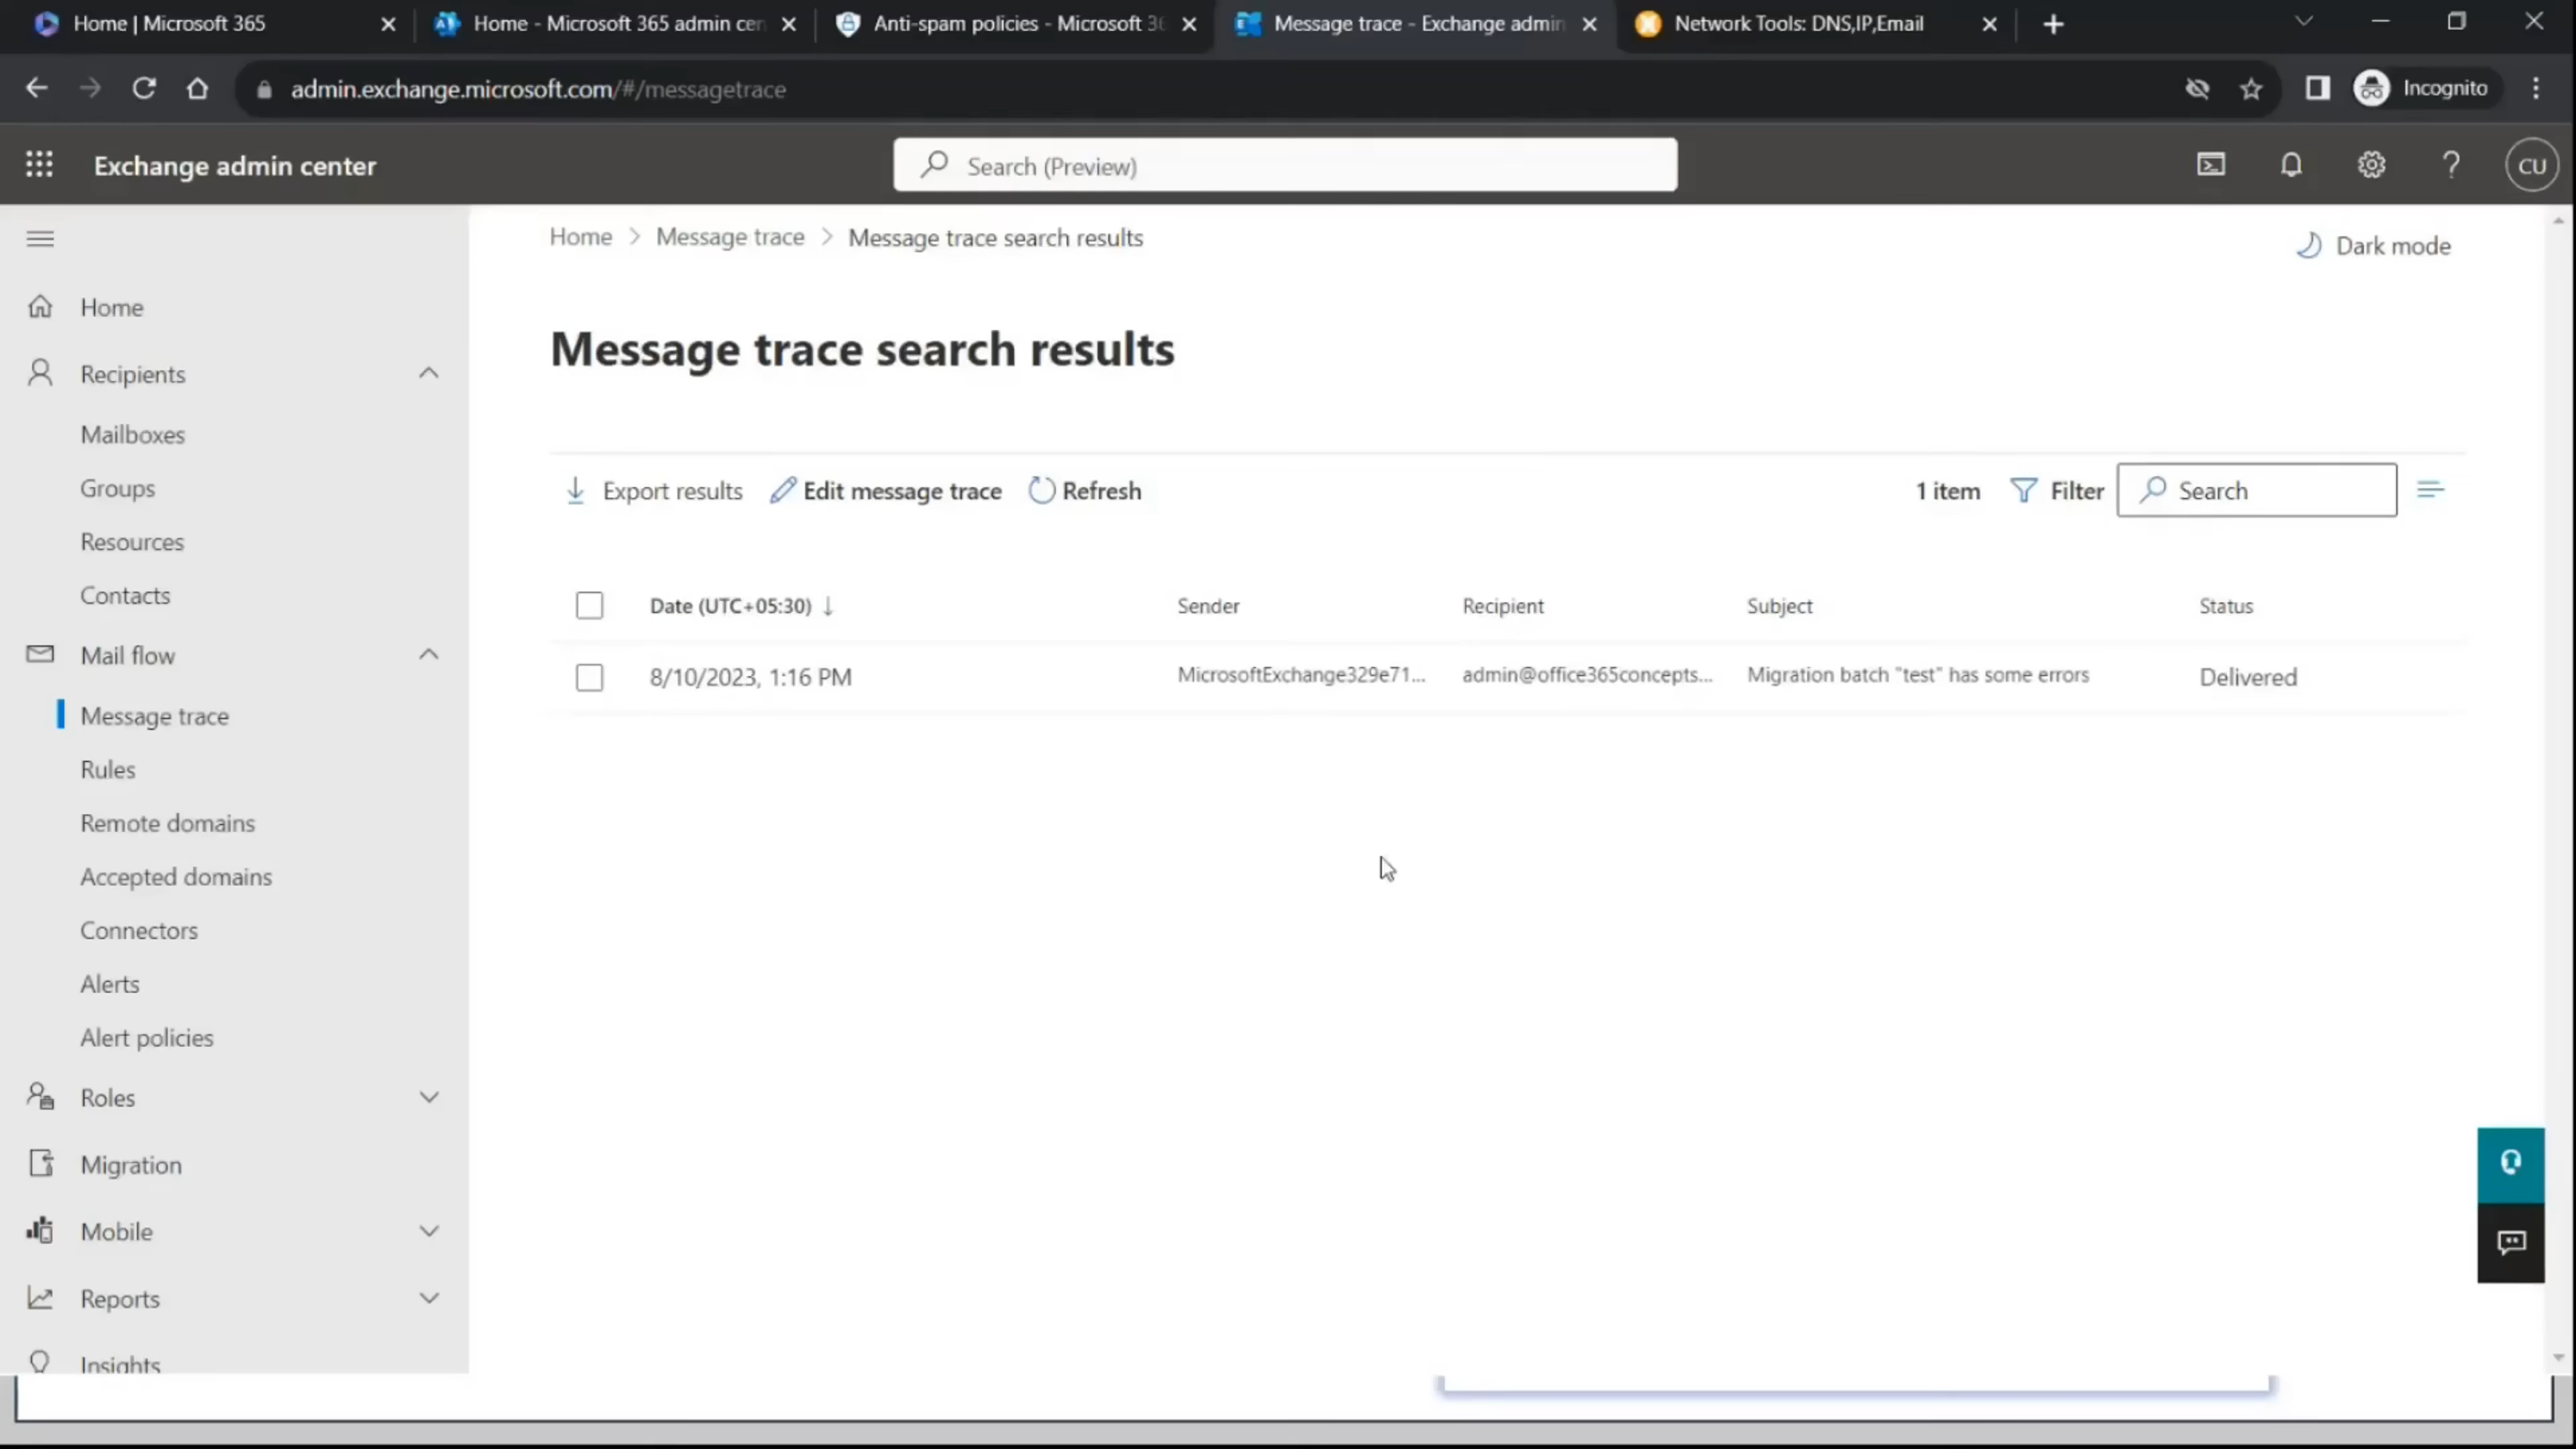 Home | Microsoft 365
Home - Microsoft 365 admin cen
Anti-spam policies - Microsoft 36
Message trace - Exchange admin
Network Tools: DNS,IP,Email
admin.exchange.microsoft.com/#/messagetrace
Incognito
Exchange admin center
Search (Preview)
CU
Home > Message trace > Message trace search results
Dark mode
Home
Recipients
Mailboxes
Groups
Resources
Contacts
Mail flow
Message trace
Rules
Remote domains
Accepted domains
Connectors
Alerts
Alert policies
Roles
Migration
Mobile
Reports
Insights
Message trace search results
Export results
Edit message trace
Refresh
1 item
Filter
Search
Date (UTC+05:30) ↓
Sender
Recipient
Subject
Status
8/10/2023, 1:16 PM
MicrosoftExchange329e71...
admin@office365concepts...
Migration batch "test" has some errors
Delivered